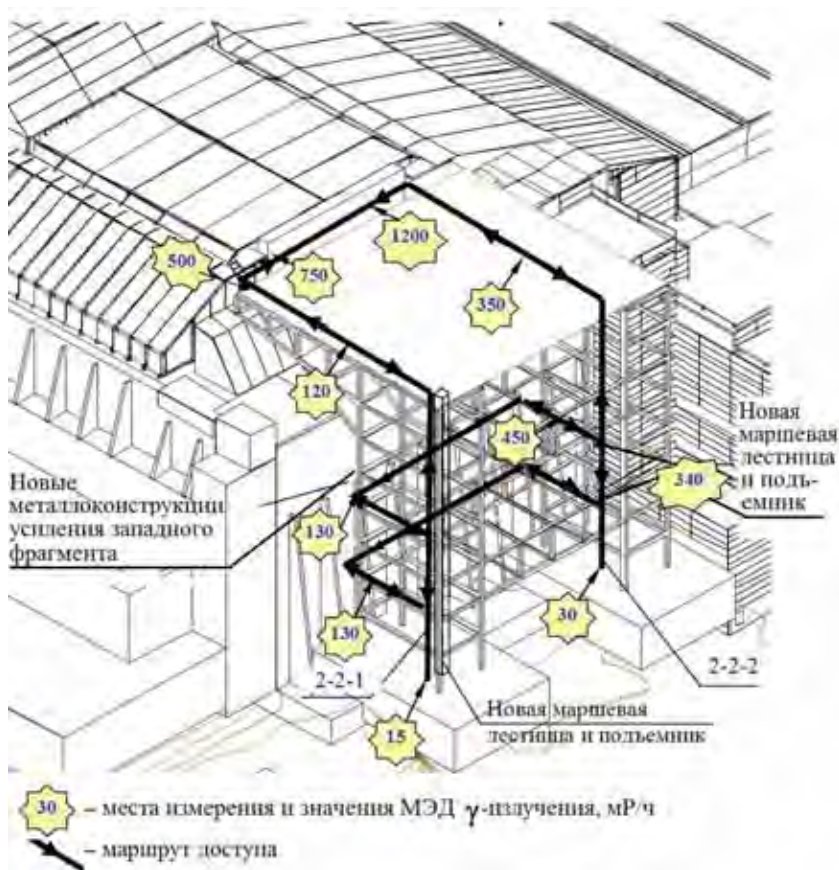 1200
500
750
350
120
450
Новая
маршевая
лестница
и подъ-
емник
340
Новые
металлоконструкции
усиления западного
фрагмента
130
130
30
2-2-1
2-2-2
Новая маршевая
лестница и подъемник
15
30 – места измерения и значения МЭД γ-излучения, мР/ч
– маршрут доступа